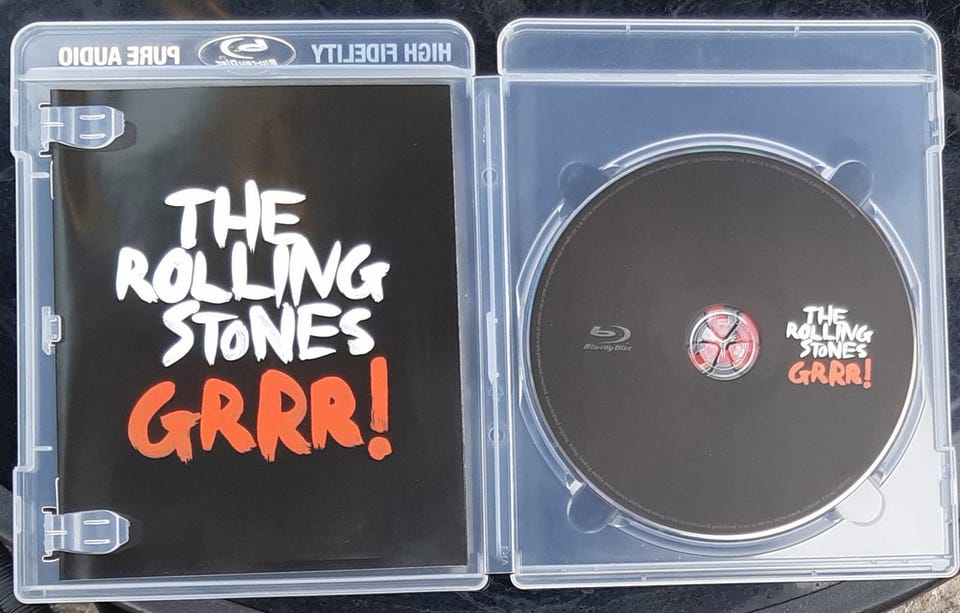 HIGH FIDELITY Blu-ray Disc PURE AUDIO
THE
ROLLING
STONES
GRRR!
Blu-ray Disc
THE
ROLLING
STONES
GRRR!